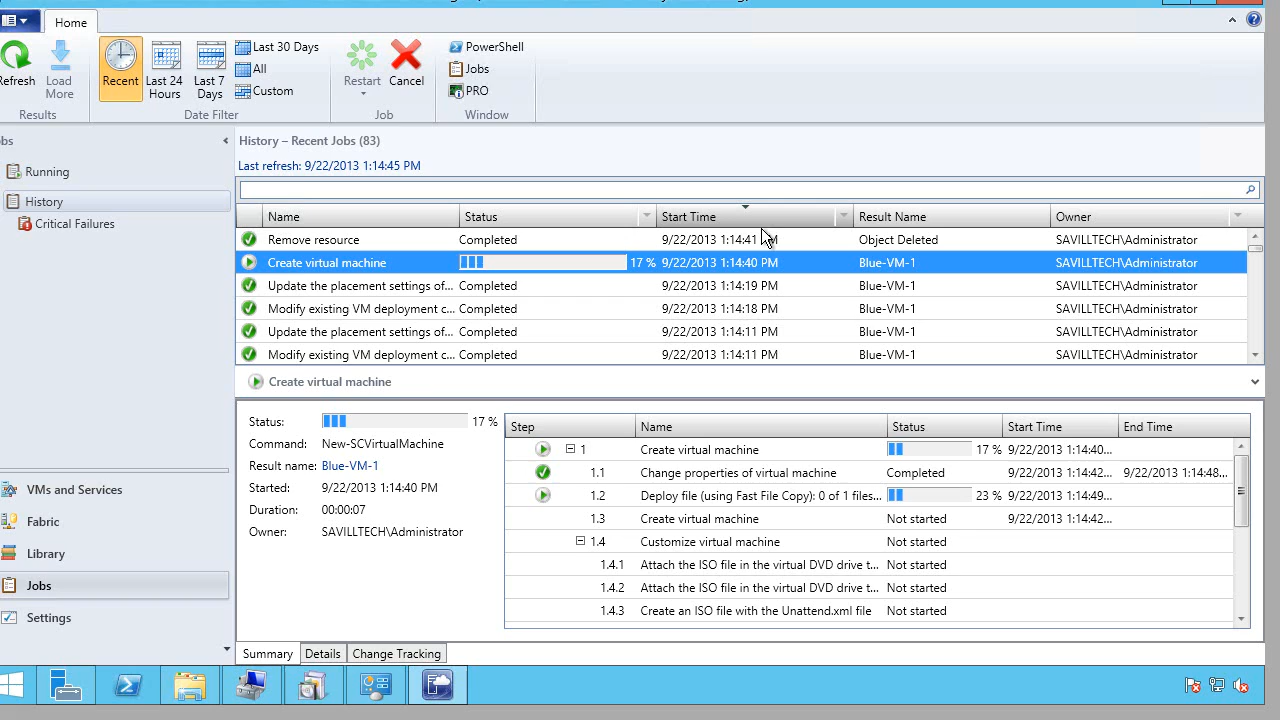 Home
Refresh
Load More
Recent
Last 24 Hours
Last 7 Days
Last 30 Days
All
Custom
Restart
Cancel
PowerShell
Jobs
PRO
Results
Date Filter
Job
Window
obs
Running
History
Critical Failures
VMs and Services
Fabric
Library
Jobs
Settings
History – Recent Jobs (83)
Last refresh: 9/22/2013 1:14:45 PM
Name Status Start Time Result Name Owner
Remove resource Completed 9/22/2013 1:14:41 Object Deleted SAVILLTECH\Administrator
Create virtual machine 17 % 9/22/2013 1:14:40 PM Blue-VM-1 SAVILLTECH\Administrator
Update the placement settings of... Completed 9/22/2013 1:14:19 PM Blue-VM-1 SAVILLTECH\Administrator
Modify existing VM deployment c... Completed 9/22/2013 1:14:18 PM Blue-VM-1 SAVILLTECH\Administrator
Update the placement settings of... Completed 9/22/2013 1:14:11 PM Blue-VM-1 SAVILLTECH\Administrator
Modify existing VM deployment c... Completed 9/22/2013 1:14:11 PM Blue-VM-1 SAVILLTECH\Administrator
Create virtual machine
Status: 17 %
Command: New-SCVirtualMachine
Result name: Blue-VM-1
Started: 9/22/2013 1:14:40 PM
Duration: 00:00:07
Owner: SAVILLTECH\Administrator
Step Name Status Start Time End Time
1 Create virtual machine 17 % 9/22/2013 1:14:40...
1.1 Change properties of virtual machine Completed 9/22/2013 1:14:42... 9/22/2013 1:14:48...
1.2 Deploy file (using Fast File Copy): 0 of 1 files... 23 % 9/22/2013 1:14:49...
1.3 Create virtual machine Not started 9/22/2013 1:14:42...
1.4 Customize virtual machine Not started
1.4.1 Attach the ISO file in the virtual DVD drive t... Not started
1.4.2 Attach the ISO file in the virtual DVD drive t... Not started
1.4.3 Create an ISO file with the Unattend.xml file Not started
Summary Details Change Tracking